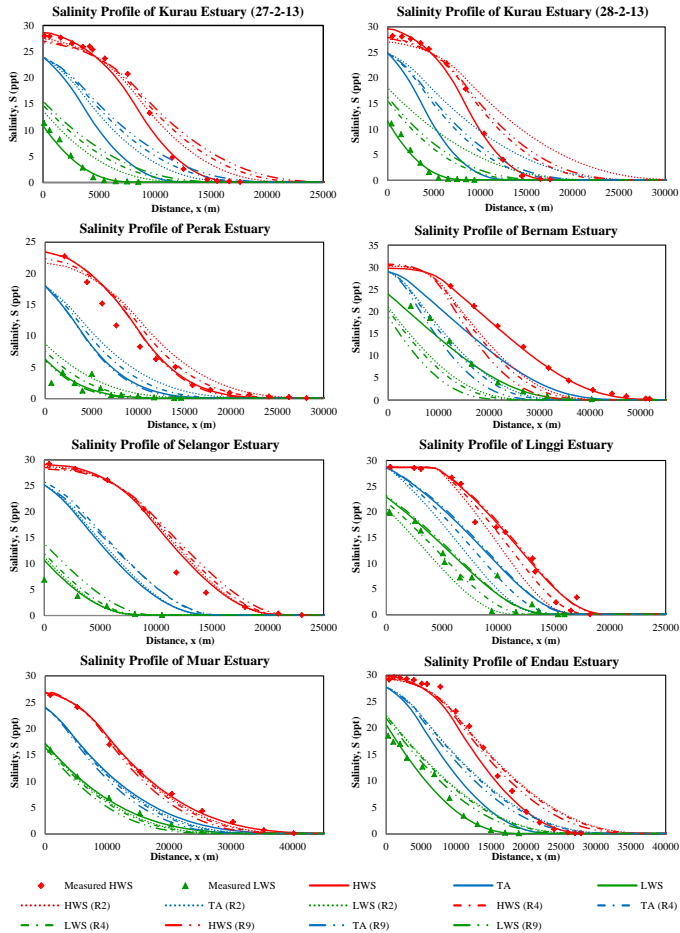 Salinity Profile of Kurau Estuary (27-2-13)
Salinity, S (ppt)
35
30
25
20
15
10
5
0
0 5000 10000 15000 20000 25000
Distance, x (m)
Salinity Profile of Kurau Estuary (28-2-13)
Salinity, S (ppt)
35
30
25
20
15
10
5
0
0 5000 10000 15000 20000 25000 30000
Distance, x (m)
Salinity Profile of Perak Estuary
Salinity, S (ppt)
25
20
15
10
5
0
0 5000 10000 15000 20000 25000 30000
Distance, x (m)
Salinity Profile of Bernam Estuary
Salinity, S (ppt)
35
30
25
20
15
10
5
0
0 10000 20000 30000 40000 50000
Distance, x (m)
Salinity Profile of Selangor Estuary
Salinity, S (ppt)
30
25
20
15
10
5
0
0 5000 10000 15000 20000 25000
Distance, x (m)
Salinity Profile of Linggi Estuary
Salinity, S (ppt)
30
25
20
15
10
5
0
0 5000 10000 15000 20000 25000
Distance, x (m)
Salinity Profile of Muar Estuary
Salinity, S (ppt)
30
25
20
15
10
5
0
0 10000 20000 30000 40000
Distance, x (m)
Salinity Profile of Endau Estuary
Salinity, S (ppt)
30
25
20
15
10
5
0
0 5000 10000 15000 20000 25000 30000 35000 40000
Distance, x (m)
Measured HWS Measured LWS HWS TA LWS
HWS (R2) TA (R2) LWS (R2) HWS (R4) TA (R4)
LWS (R4) HWS (R9) TA (R9) LWS (R9)